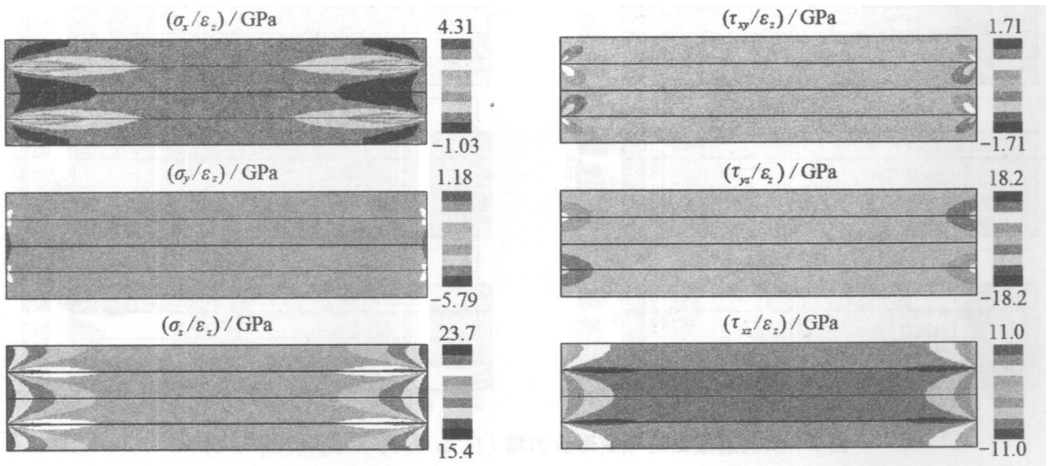 (σx/εz) / GPa
4.31
−1.03
(τxy/εz) / GPa
1.71
−1.71
(σy/εz) / GPa
1.18
−5.79
(τyz/εz) / GPa
18.2
−18.2
(σz/εz) / GPa
23.7
15.4
(τxz/εz) / GPa
11.0
−11.0